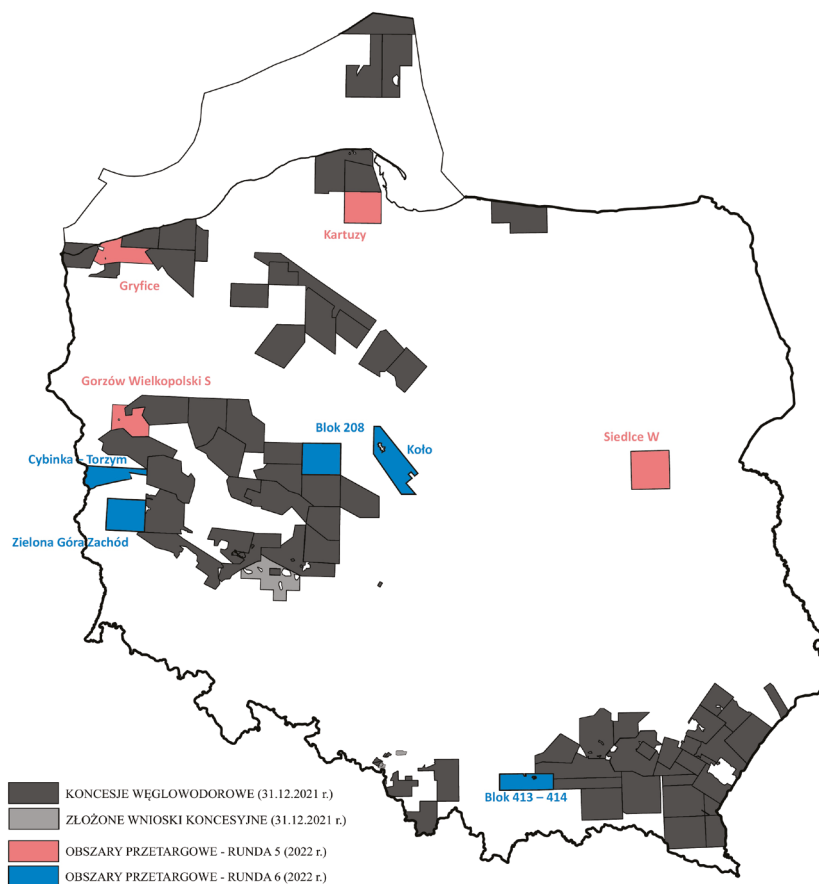 Kartuzy
Gryfice
Gorzów Wielkopolski S
Blok 208
Koło
Siedlce W
Cybinka – Torzym
Zielona Góra Zachód
Blok 413 – 414
KONCESJE WĘGLOWODOROWE (31.12.2021 r.)
ZŁOŻONE WNIOSKI KONCESYJNE (31.12.2021 r.)
OBSZARY PRZETARGOWE - RUNDA 5 (2022 r.)
OBSZARY PRZETARGOWE - RUNDA 6 (2022 r.)